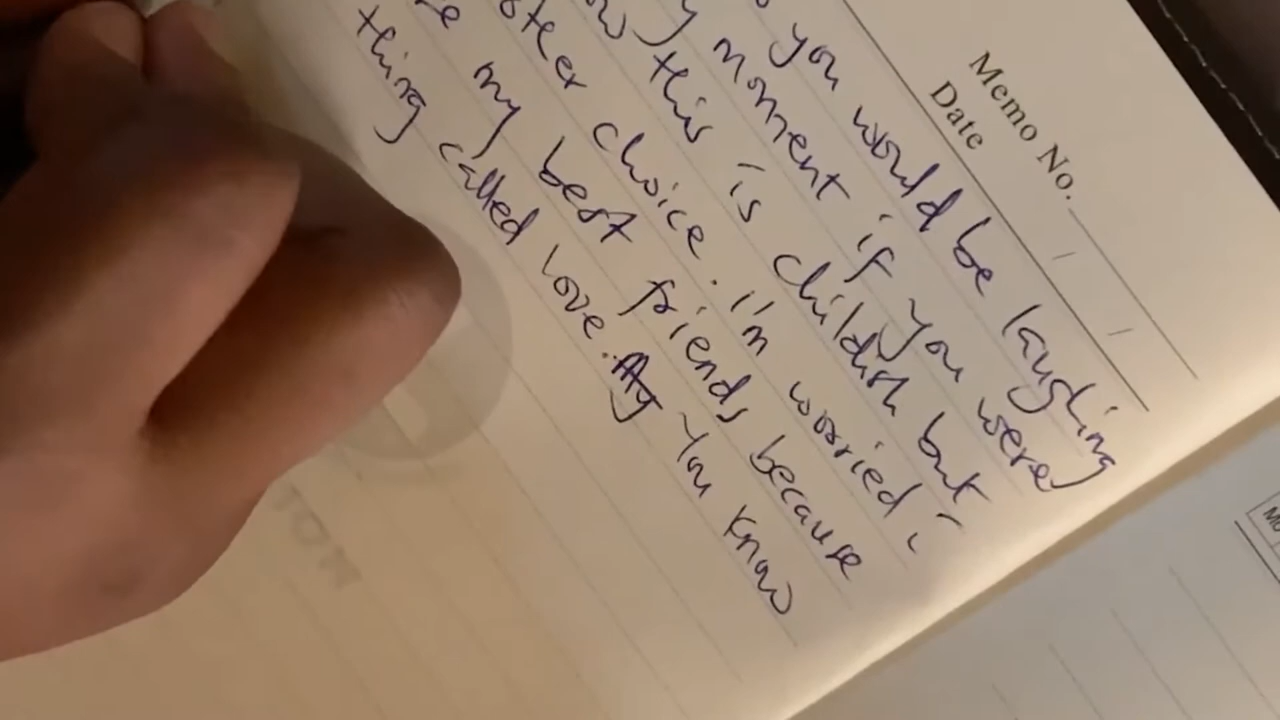 Memo No.
Date / /
you would be laughing
moment if you were
this is childish but i
choice. I'm worried i
my best friends because
thing called love. You know